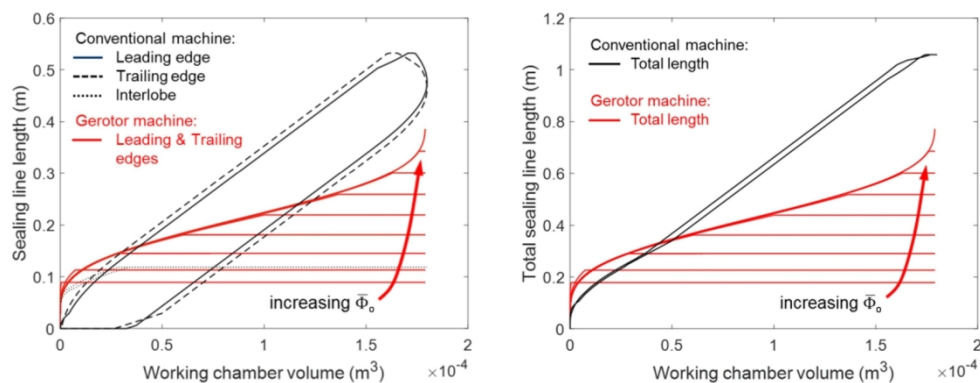 0.6
0.5
0.4
0.3
0.2
0.1
0
Sealing line length (m)
Conventional machine:
Leading edge
Trailing edge
Interlobe
Gerotor machine:
Leading & Trailing
edges
increasing Φ̄ₒ
0
0.5
1
1.5
2
Working chamber volume (m³)
×10⁻⁴
1.2
1
0.8
0.6
0.4
0.2
0
Total sealing line length (m)
Conventional machine:
Total length
Gerotor machine:
Total length
increasing Φ̄ₒ
0
0.5
1
1.5
2
Working chamber volume (m³)
×10⁻⁴